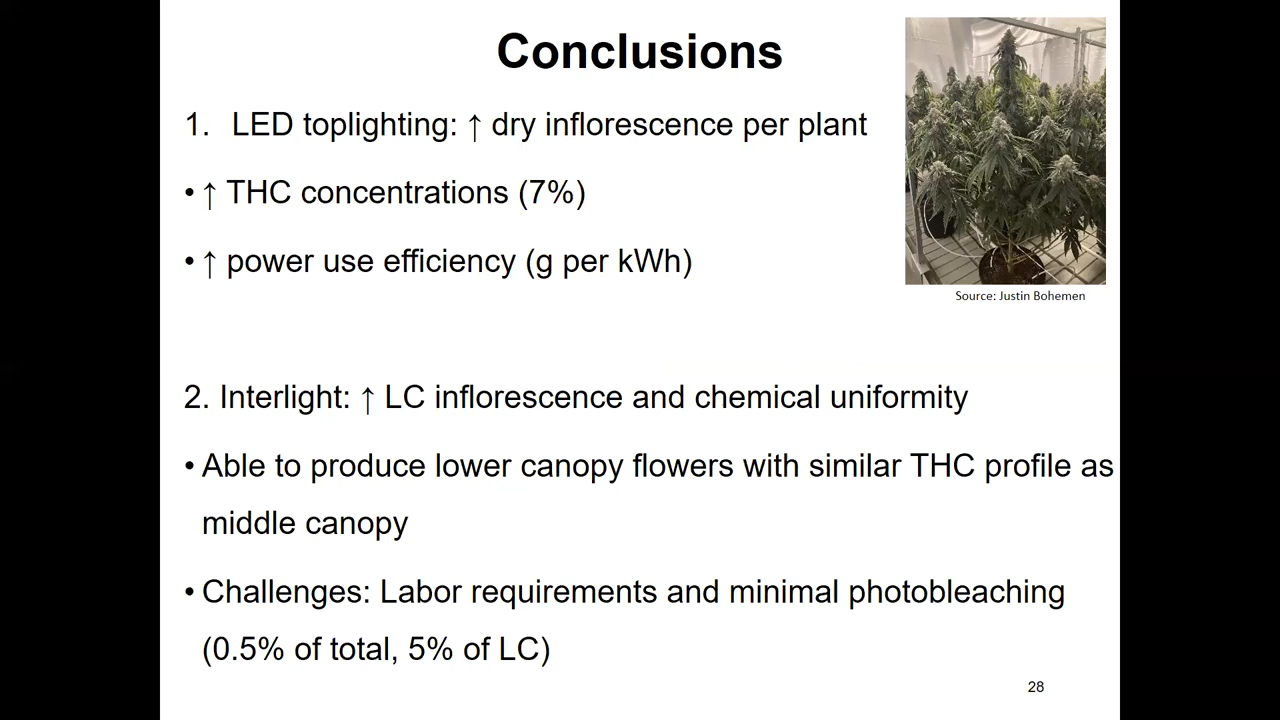 Conclusions
1. LED toplighting: ↑ dry inflorescence per plant
• ↑ THC concentrations (7%)
• ↑ power use efficiency (g per kWh)
Source: Justin Bohemen
2. Interlight: ↑ LC inflorescence and chemical uniformity
• Able to produce lower canopy flowers with similar THC profile as
middle canopy
• Challenges: Labor requirements and minimal photobleaching
(0.5% of total, 5% of LC)
28